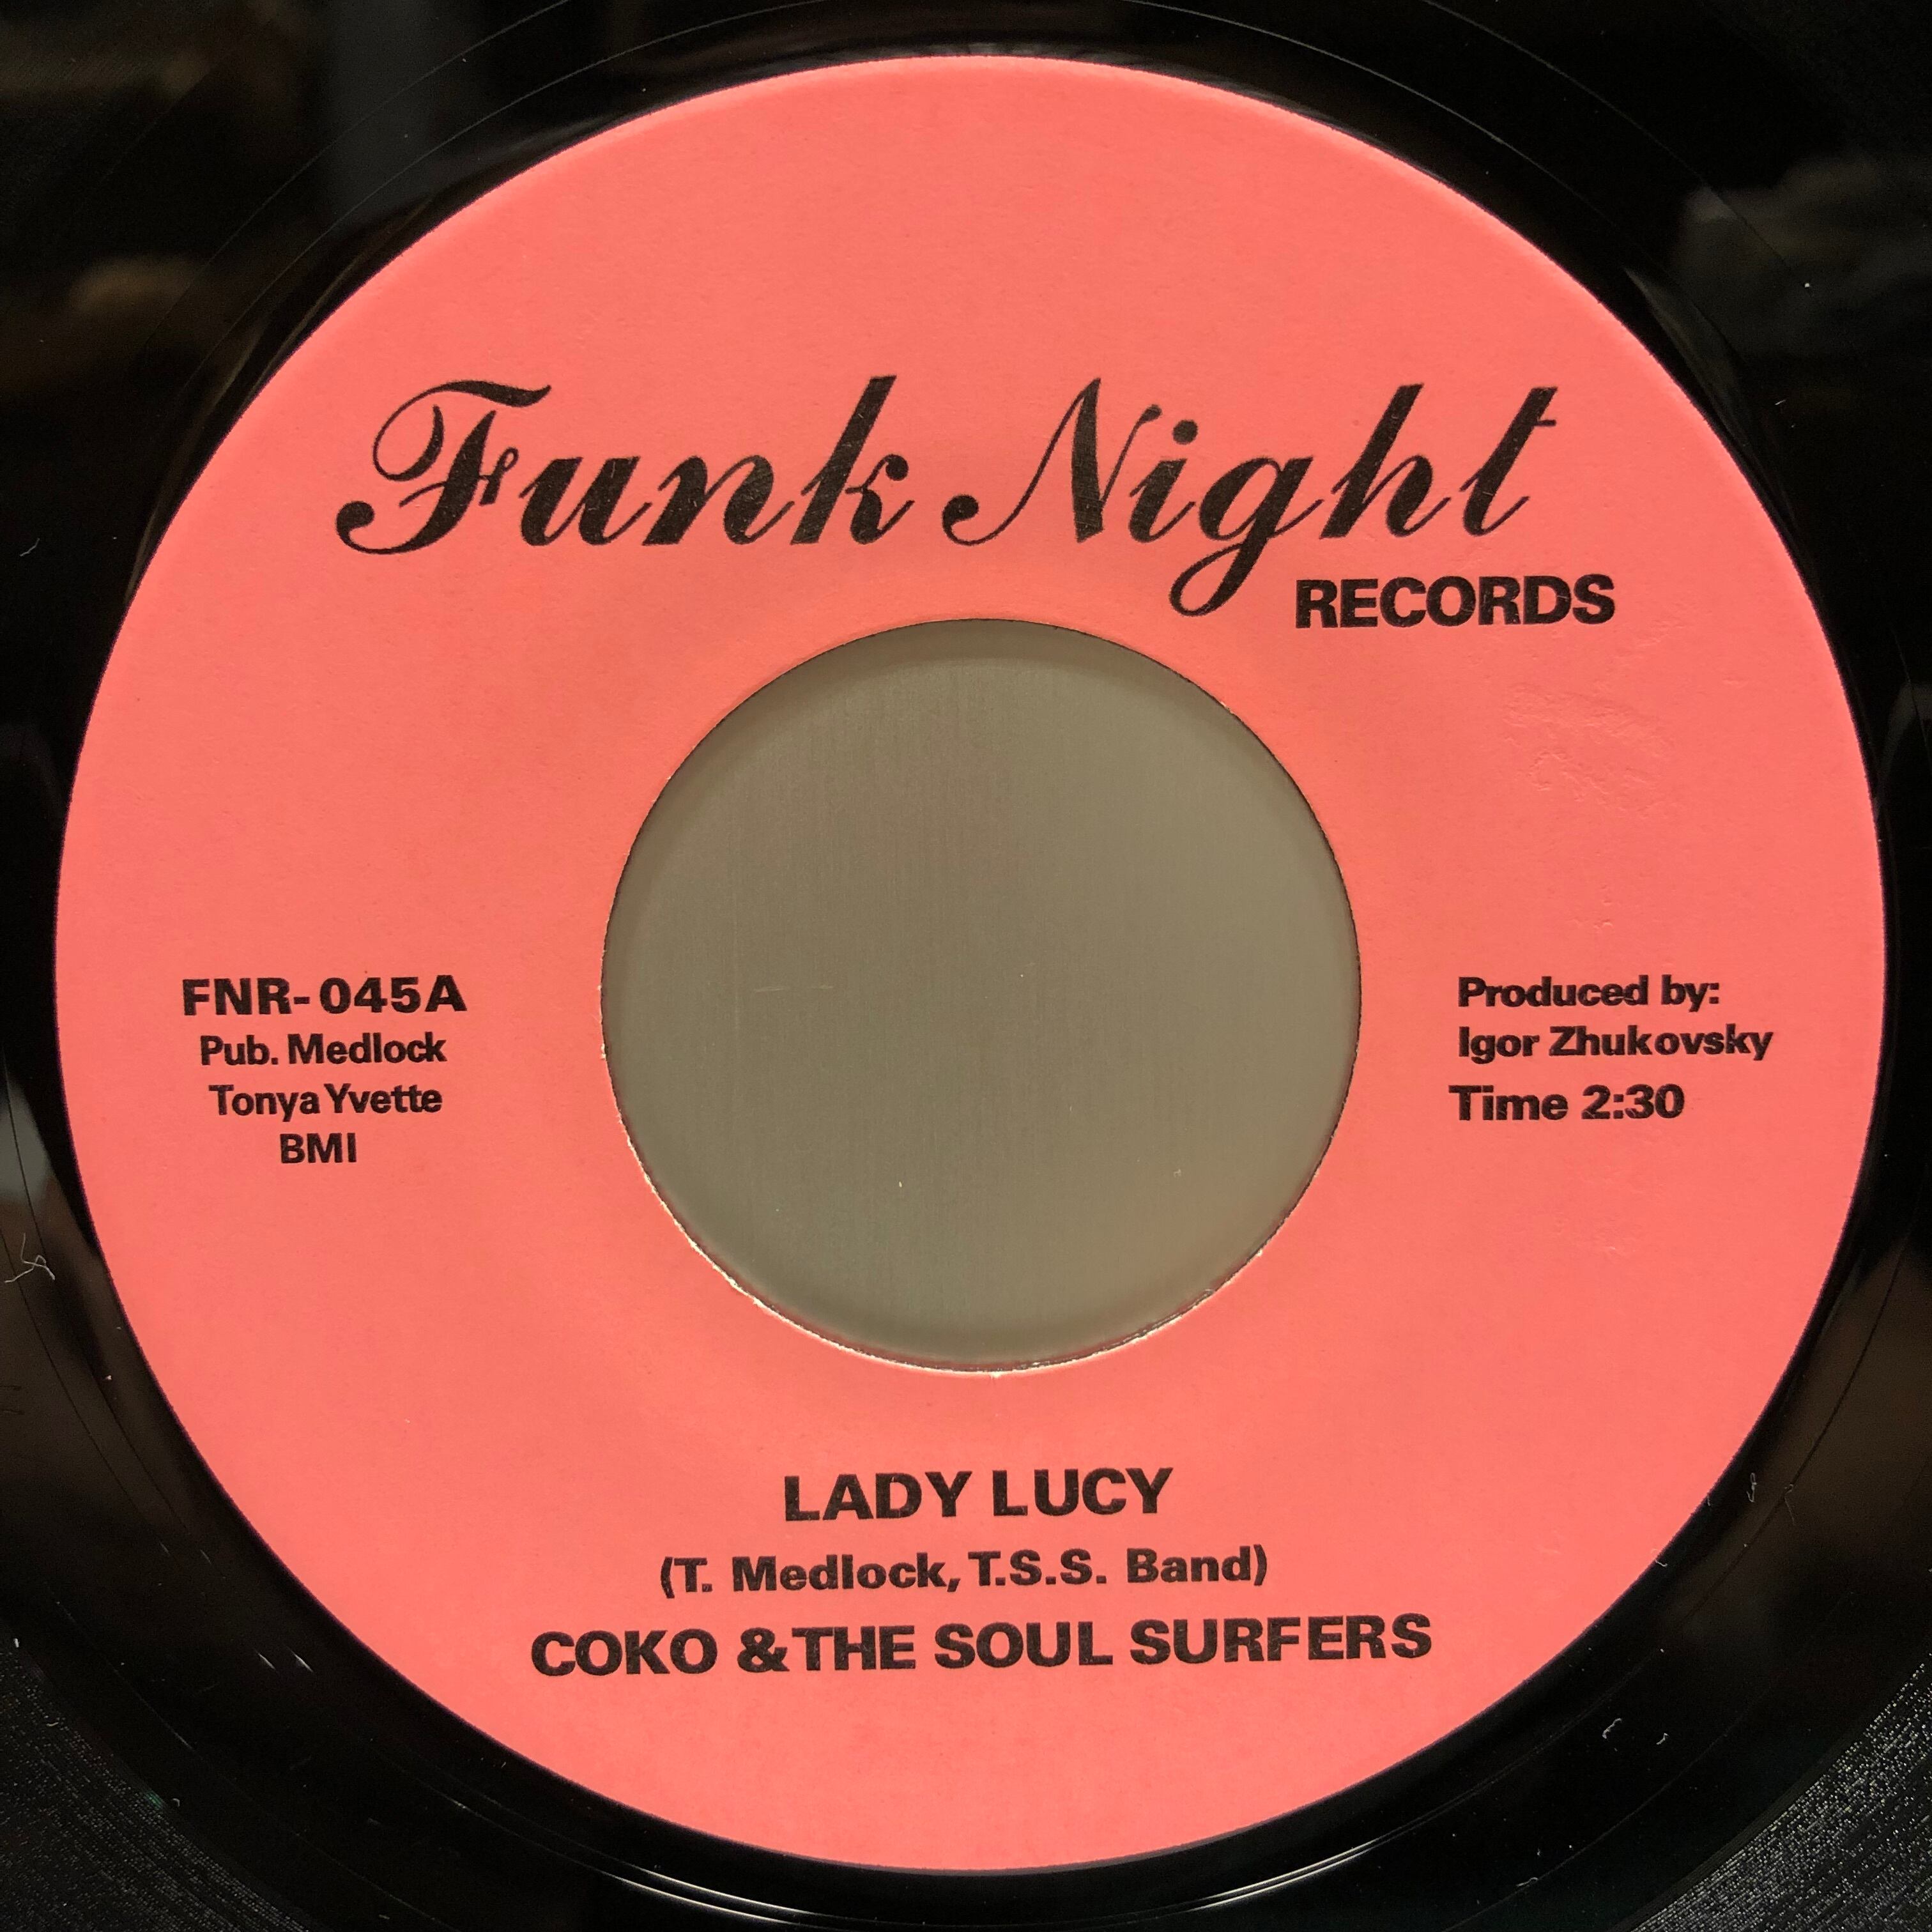 Funk Night
RECORDS
FNR-045A
Pub. Medlock
Tonya Yvette
BMI
Produced by:
Igor Zhukovsky
Time 2:30
LADY LUCY
(T. Medlock, T.S.S. Band)
COKO & THE SOUL SURFERS